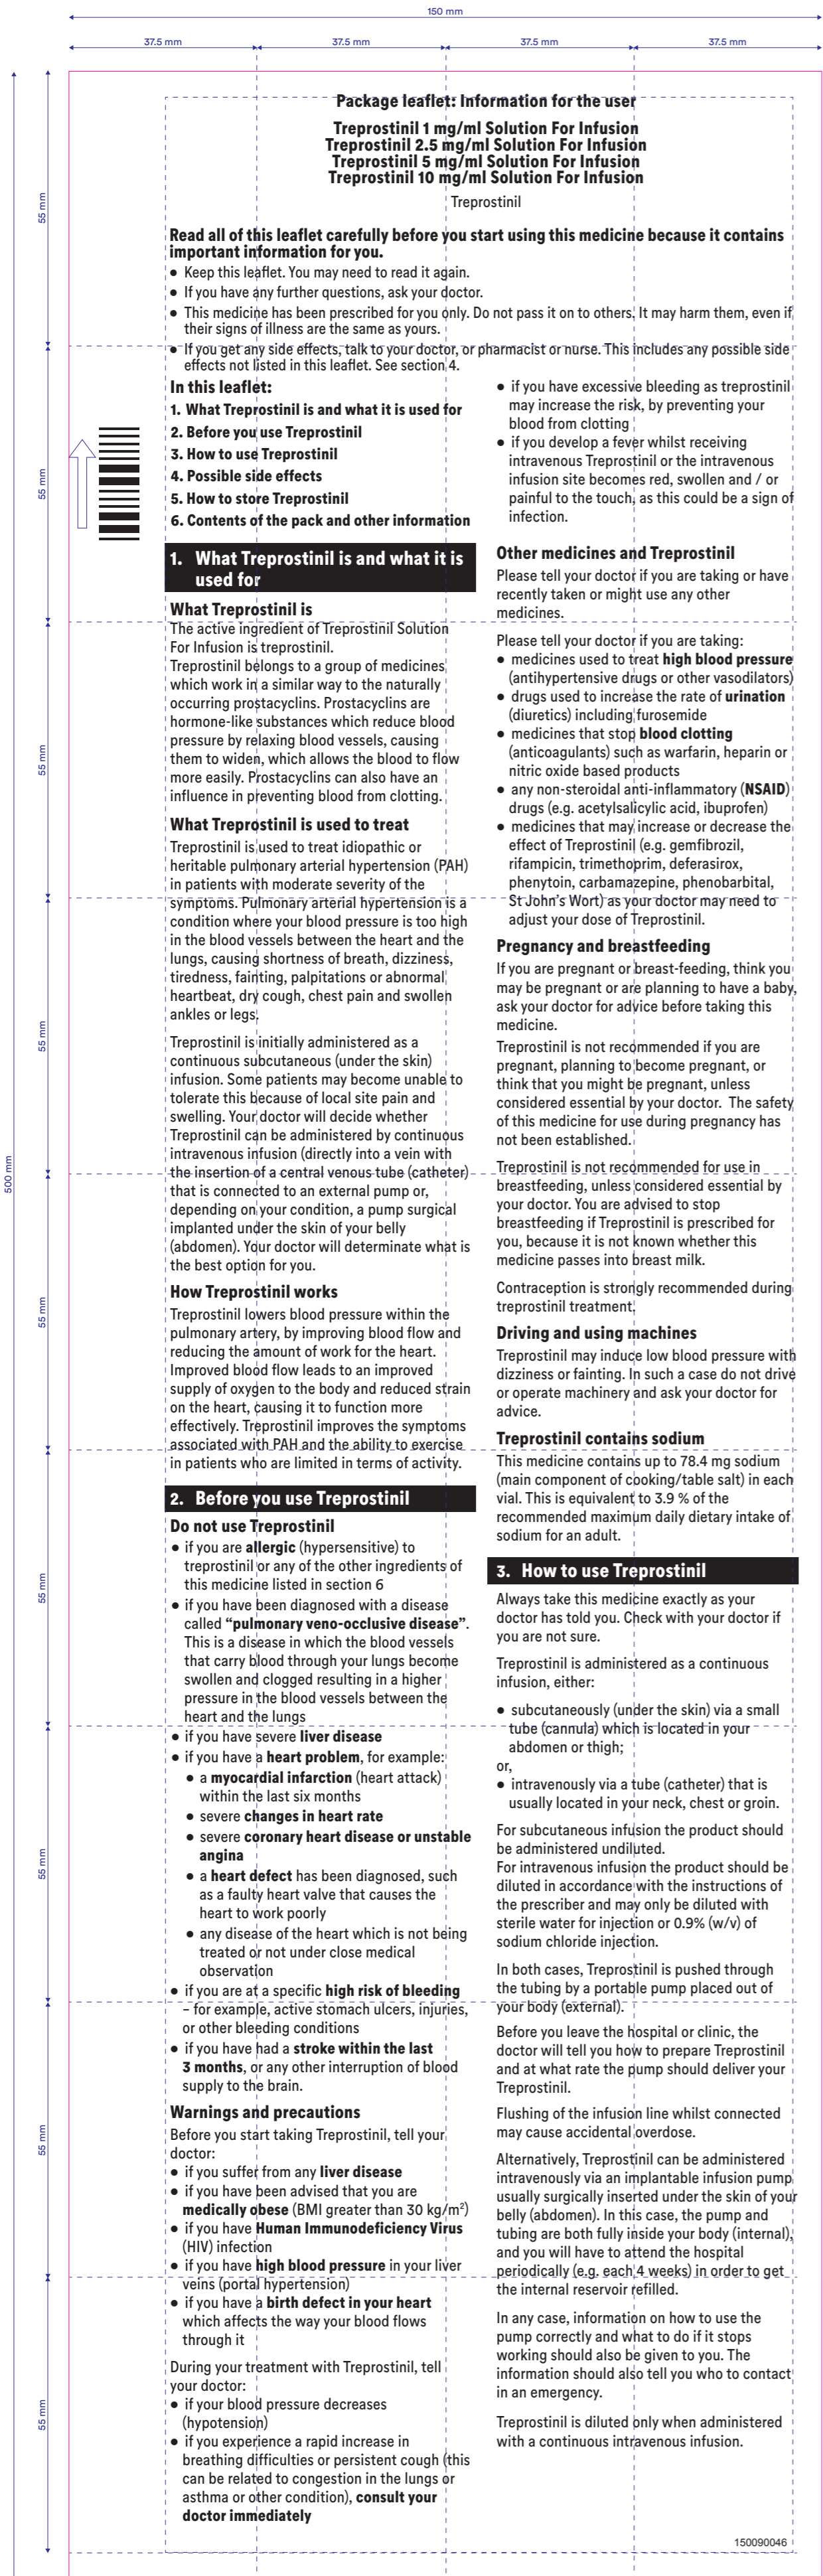 150 mm
37.5 mm
37.5 mm
37.5 mm
37.5 mm
500 mm
55 mm
55 mm
55 mm
55 mm
55 mm
55 mm
55 mm
55 mm
55 mm
Package leaflet: Information for the user
Treprostinil 1 mg/ml Solution For Infusion
Treprostinil 2.5 mg/ml Solution For Infusion
Treprostinil 5 mg/ml Solution For Infusion
Treprostinil 10 mg/ml Solution For Infusion
Treprostinil
Read all of this leaflet carefully before you start using this medicine because it contains
important information for you.
● Keep this leaflet. You may need to read it again.
● If you have any further questions, ask your doctor.
● This medicine has been prescribed for you only. Do not pass it on to others. It may harm them, even if
their signs of illness are the same as yours.
● If you get any side effects, talk to your doctor, or pharmacist or nurse. This includes any possible side
effects not listed in this leaflet. See section 4.
In this leaflet:
1. What Treprostinil is and what it is used for
2. Before you use Treprostinil
3. How to use Treprostinil
4. Possible side effects
5. How to store Treprostinil
6. Contents of the pack and other information
1. What Treprostinil is and what it is
used for
What Treprostinil is
The active ingredient of Treprostinil Solution
For Infusion is treprostinil.
Treprostinil belongs to a group of medicines
which work in a similar way to the naturally
occurring prostacyclins. Prostacyclins are
hormone-like substances which reduce blood
pressure by relaxing blood vessels, causing
them to widen, which allows the blood to flow
more easily. Prostacyclins can also have an
influence in preventing blood from clotting.
What Treprostinil is used to treat
Treprostinil is used to treat idiopathic or
heritable pulmonary arterial hypertension (PAH)
in patients with moderate severity of the
symptoms. Pulmonary arterial hypertension is a
condition where your blood pressure is too high
in the blood vessels between the heart and the
lungs, causing shortness of breath, dizziness,
tiredness, fainting, palpitations or abnormal
heartbeat, dry cough, chest pain and swollen
ankles or legs.
Treprostinil is initially administered as a
continuous subcutaneous (under the skin)
infusion. Some patients may become unable to
tolerate this because of local site pain and
swelling. Your doctor will decide whether
Treprostinil can be administered by continuous
intravenous infusion (directly into a vein with
the insertion of a central venous tube (catheter)
that is connected to an external pump or,
depending on your condition, a pump surgical
implanted under the skin of your belly
(abdomen). Your doctor will determinate what is
the best option for you.
How Treprostinil works
Treprostinil lowers blood pressure within the
pulmonary artery, by improving blood flow and
reducing the amount of work for the heart.
Improved blood flow leads to an improved
supply of oxygen to the body and reduced strain
on the heart, causing it to function more
effectively. Treprostinil improves the symptoms
associated with PAH and the ability to exercise
in patients who are limited in terms of activity.
2. Before you use Treprostinil
Do not use Treprostinil
● if you are allergic (hypersensitive) to
treprostinil or any of the other ingredients of
this medicine listed in section 6
● if you have been diagnosed with a disease
called “pulmonary veno-occlusive disease”.
This is a disease in which the blood vessels
that carry blood through your lungs become
swollen and clogged resulting in a higher
pressure in the blood vessels between the
heart and the lungs
● if you have severe liver disease
● if you have a heart problem, for example:
● a myocardial infarction (heart attack)
within the last six months
● severe changes in heart rate
● severe coronary heart disease or unstable
angina
● a heart defect has been diagnosed, such
as a faulty heart valve that causes the
heart to work poorly
● any disease of the heart which is not being
treated or not under close medical
observation
● if you are at a specific high risk of bleeding
– for example, active stomach ulcers, injuries,
or other bleeding conditions
● if you have had a stroke within the last
3 months, or any other interruption of blood
supply to the brain.
Warnings and precautions
Before you start taking Treprostinil, tell your
doctor:
● if you suffer from any liver disease
● if you have been advised that you are
medically obese (BMI greater than 30 kg/m²)
● if you have Human Immunodeficiency Virus
(HIV) infection
● if you have high blood pressure in your liver
veins (portal hypertension)
● if you have a birth defect in your heart
which affects the way your blood flows
through it
During your treatment with Treprostinil, tell
your doctor:
● if your blood pressure decreases
(hypotension)
● if you experience a rapid increase in
breathing difficulties or persistent cough (this
can be related to congestion in the lungs or
asthma or other condition), consult your
doctor immediately
● if you have excessive bleeding as treprostinil
may increase the risk, by preventing your
blood from clotting
● if you develop a fever whilst receiving
intravenous Treprostinil or the intravenous
infusion site becomes red, swollen and / or
painful to the touch, as this could be a sign of
infection.
Other medicines and Treprostinil
Please tell your doctor if you are taking or have
recently taken or might use any other
medicines.
Please tell your doctor if you are taking:
● medicines used to treat high blood pressure
(antihypertensive drugs or other vasodilators)
● drugs used to increase the rate of urination
(diuretics) including furosemide
● medicines that stop blood clotting
(anticoagulants) such as warfarin, heparin or
nitric oxide based products
● any non-steroidal anti-inflammatory (NSAID)
drugs (e.g. acetylsalicylic acid, ibuprofen)
● medicines that may increase or decrease the
effect of Treprostinil (e.g. gemfibrozil,
rifampicin, trimethoprim, deferasirox,
phenytoin, carbamazepine, phenobarbital,
St John’s Wort) as your doctor may need to
adjust your dose of Treprostinil.
Pregnancy and breastfeeding
If you are pregnant or breast-feeding, think you
may be pregnant or are planning to have a baby,
ask your doctor for advice before taking this
medicine.
Treprostinil is not recommended if you are
pregnant, planning to become pregnant, or
think that you might be pregnant, unless
considered essential by your doctor. The safety
of this medicine for use during pregnancy has
not been established.
Treprostinil is not recommended for use in
breastfeeding, unless considered essential by
your doctor. You are advised to stop
breastfeeding if Treprostinil is prescribed for
you, because it is not known whether this
medicine passes into breast milk.
Contraception is strongly recommended during
treprostinil treatment.
Driving and using machines
Treprostinil may induce low blood pressure with
dizziness or fainting. In such a case do not drive
or operate machinery and ask your doctor for
advice.
Treprostinil contains sodium
This medicine contains up to 78.4 mg sodium
(main component of cooking/table salt) in each
vial. This is equivalent to 3.9 % of the
recommended maximum daily dietary intake of
sodium for an adult.
3. How to use Treprostinil
Always take this medicine exactly as your
doctor has told you. Check with your doctor if
you are not sure.
Treprostinil is administered as a continuous
infusion, either:
● subcutaneously (under the skin) via a small
tube (cannula) which is located in your
abdomen or thigh;
or,
● intravenously via a tube (catheter) that is
usually located in your neck, chest or groin.
For subcutaneous infusion the product should
be administered undiluted.
For intravenous infusion the product should be
diluted in accordance with the instructions of
the prescriber and may only be diluted with
sterile water for injection or 0.9% (w/v) of
sodium chloride injection.
In both cases, Treprostinil is pushed through
the tubing by a portable pump placed out of
your body (external).
Before you leave the hospital or clinic, the
doctor will tell you how to prepare Treprostinil
and at what rate the pump should deliver your
Treprostinil.
Flushing of the infusion line whilst connected
may cause accidental overdose.
Alternatively, Treprostinil can be administered
intravenously via an implantable infusion pump
usually surgically inserted under the skin of your
belly (abdomen). In this case, the pump and
tubing are both fully inside your body (internal),
and you will have to attend the hospital
periodically (e.g. each 4 weeks) in order to get
the internal reservoir refilled.
In any case, information on how to use the
pump correctly and what to do if it stops
working should also be given to you. The
information should also tell you who to contact
in an emergency.
Treprostinil is diluted only when administered
with a continuous intravenous infusion.
150090046